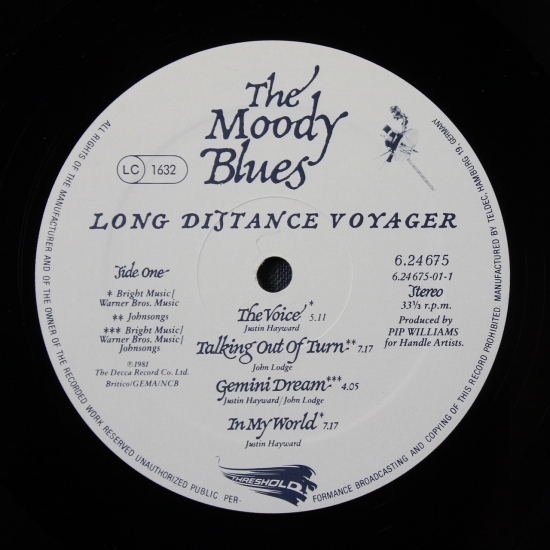 The
Moody
Blues
LC 1632
LONG DISTANCE VOYAGER
Side One
* Bright Music/
Warner Bros. Music
** Johnsongs
*** Bright Music/
Warner Bros. Music/
Johnsongs
℗ 1981
The Decca Record Co. Ltd.
Britico/GEMA/NCB
6.24675
6.24675-01-1
Stereo
33⅓ r.p.m.
Produced by
PIP WILLIAMS
for Handle Artists.
The Voice* 5.11
Justin Hayward
Talking Out Of Turn** 7.17
John Lodge
Gemini Dream*** 4.05
Justin Hayward/John Lodge
In My World* 7.17
Justin Hayward
THRESHOLD
ALL RIGHTS OF THE MANUFACTURER AND OF THE OWNER OF THE RECORDED WORK RESERVED UNAUTHORIZED PUBLIC PER-
FORMANCE BROADCASTING AND COPYING OF THIS RECORD PROHIBITED. MANUFACTURED BY TELDEC, HAMBURG 19, GERMANY